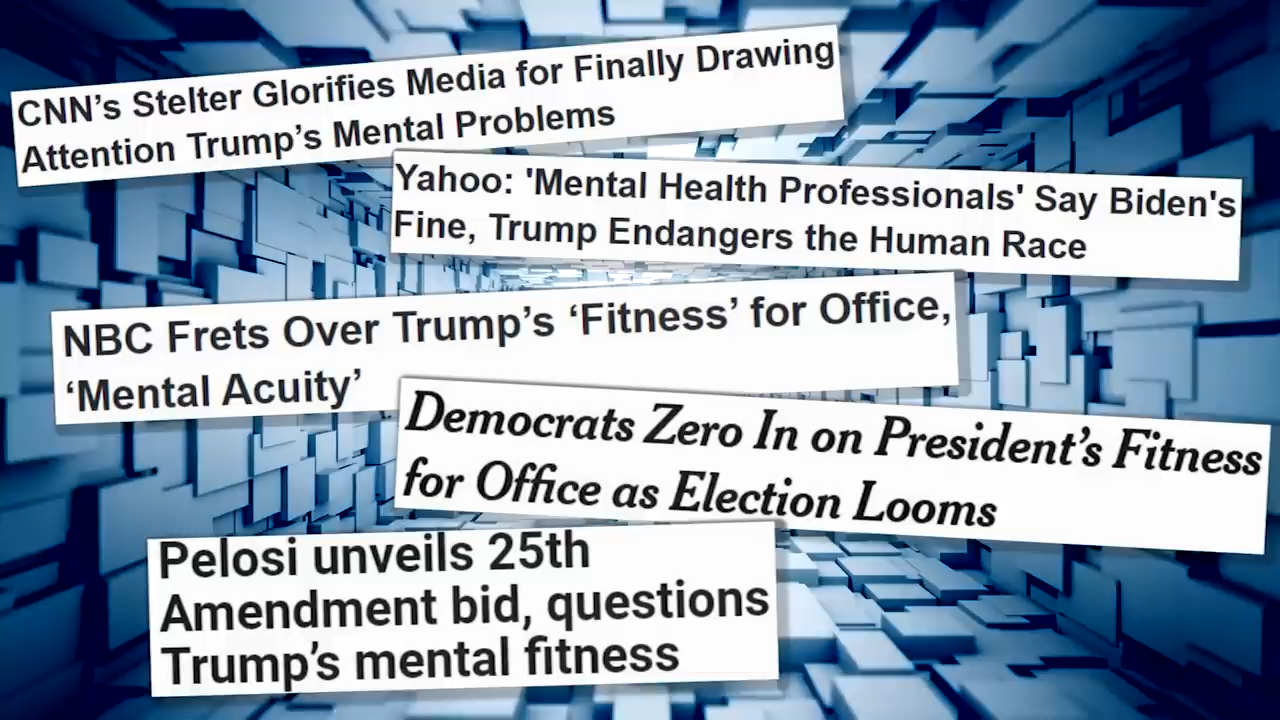 CNN’s Stelter Glorifies Media for Finally Drawing
Attention Trump’s Mental Problems
Yahoo: 'Mental Health Professionals' Say Biden's
Fine, Trump Endangers the Human Race
NBC Frets Over Trump’s ‘Fitness’ for Office,
‘Mental Acuity’
Democrats Zero In on President’s Fitness
for Office as Election Looms
Pelosi unveils 25th
Amendment bid, questions
Trump’s mental fitness